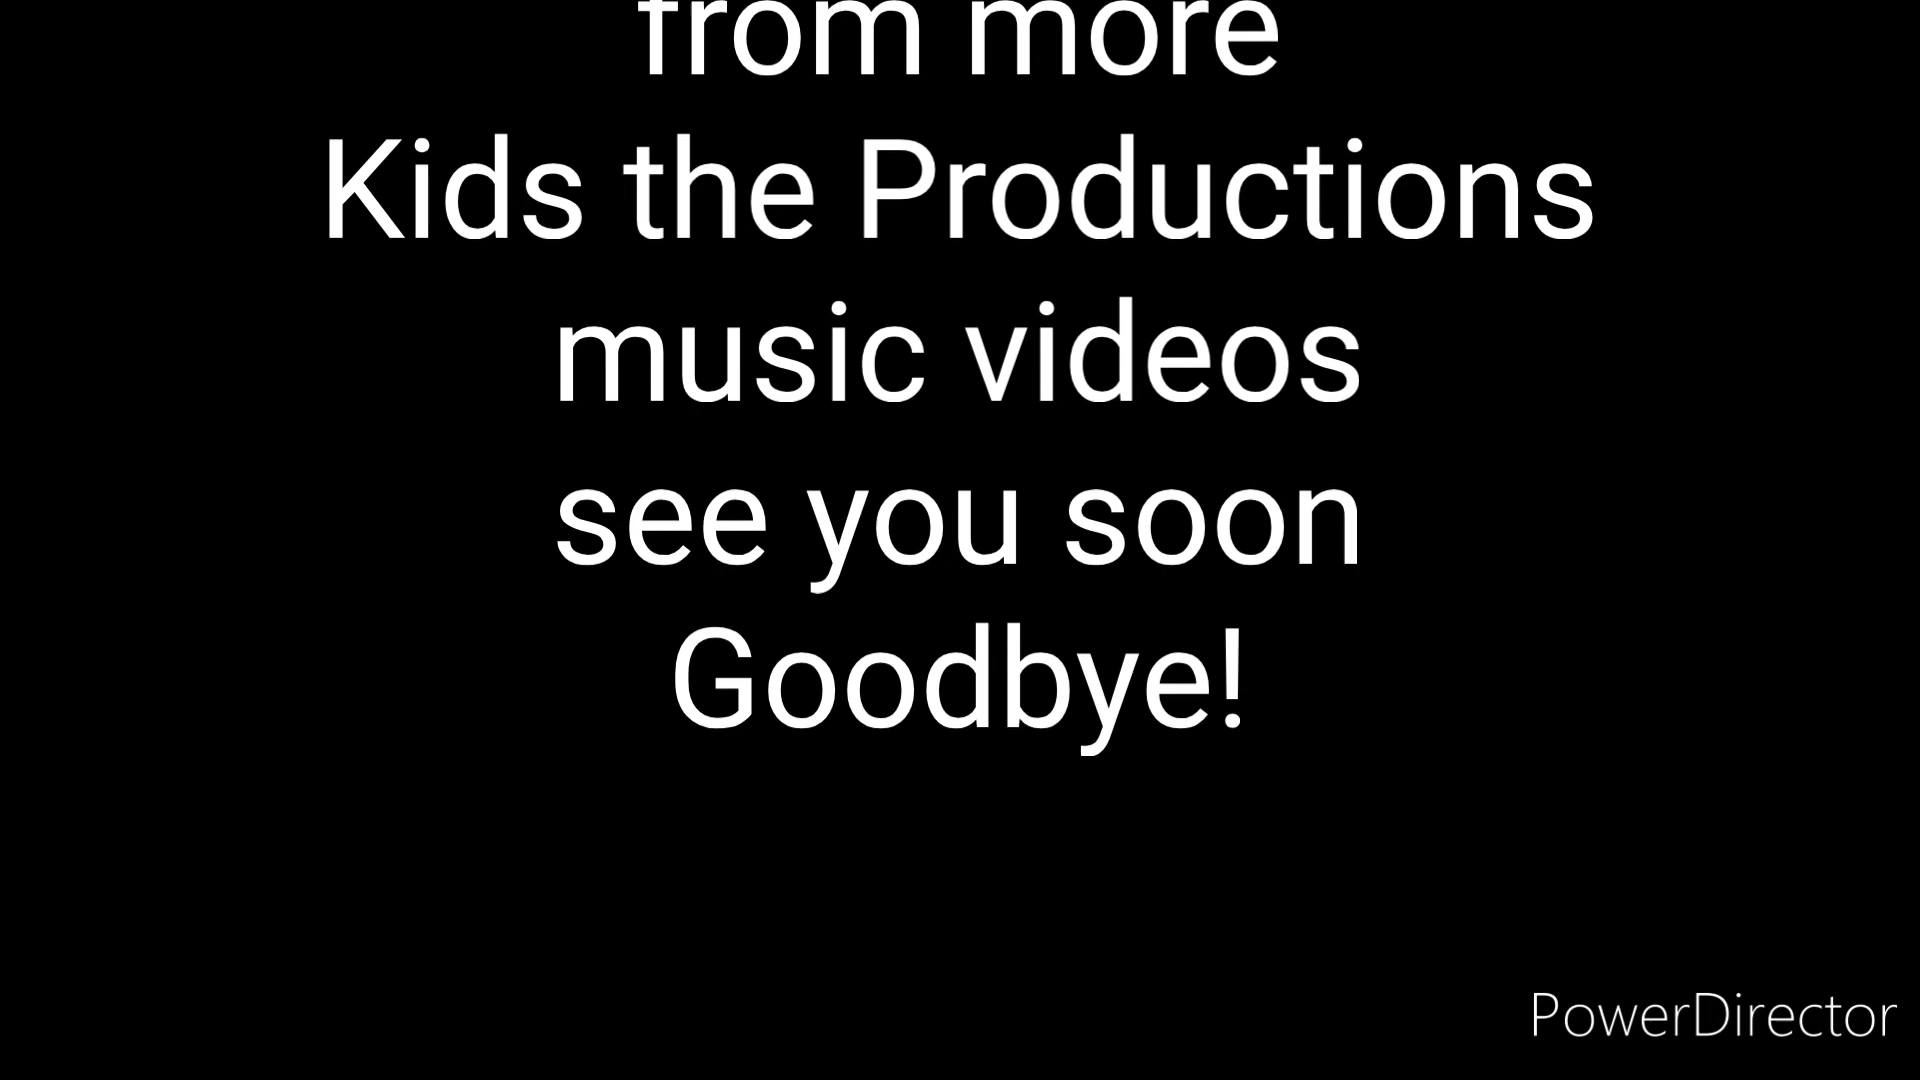 from more
Kids the Productions
music videos
see you soon
Goodbye!
PowerDirector